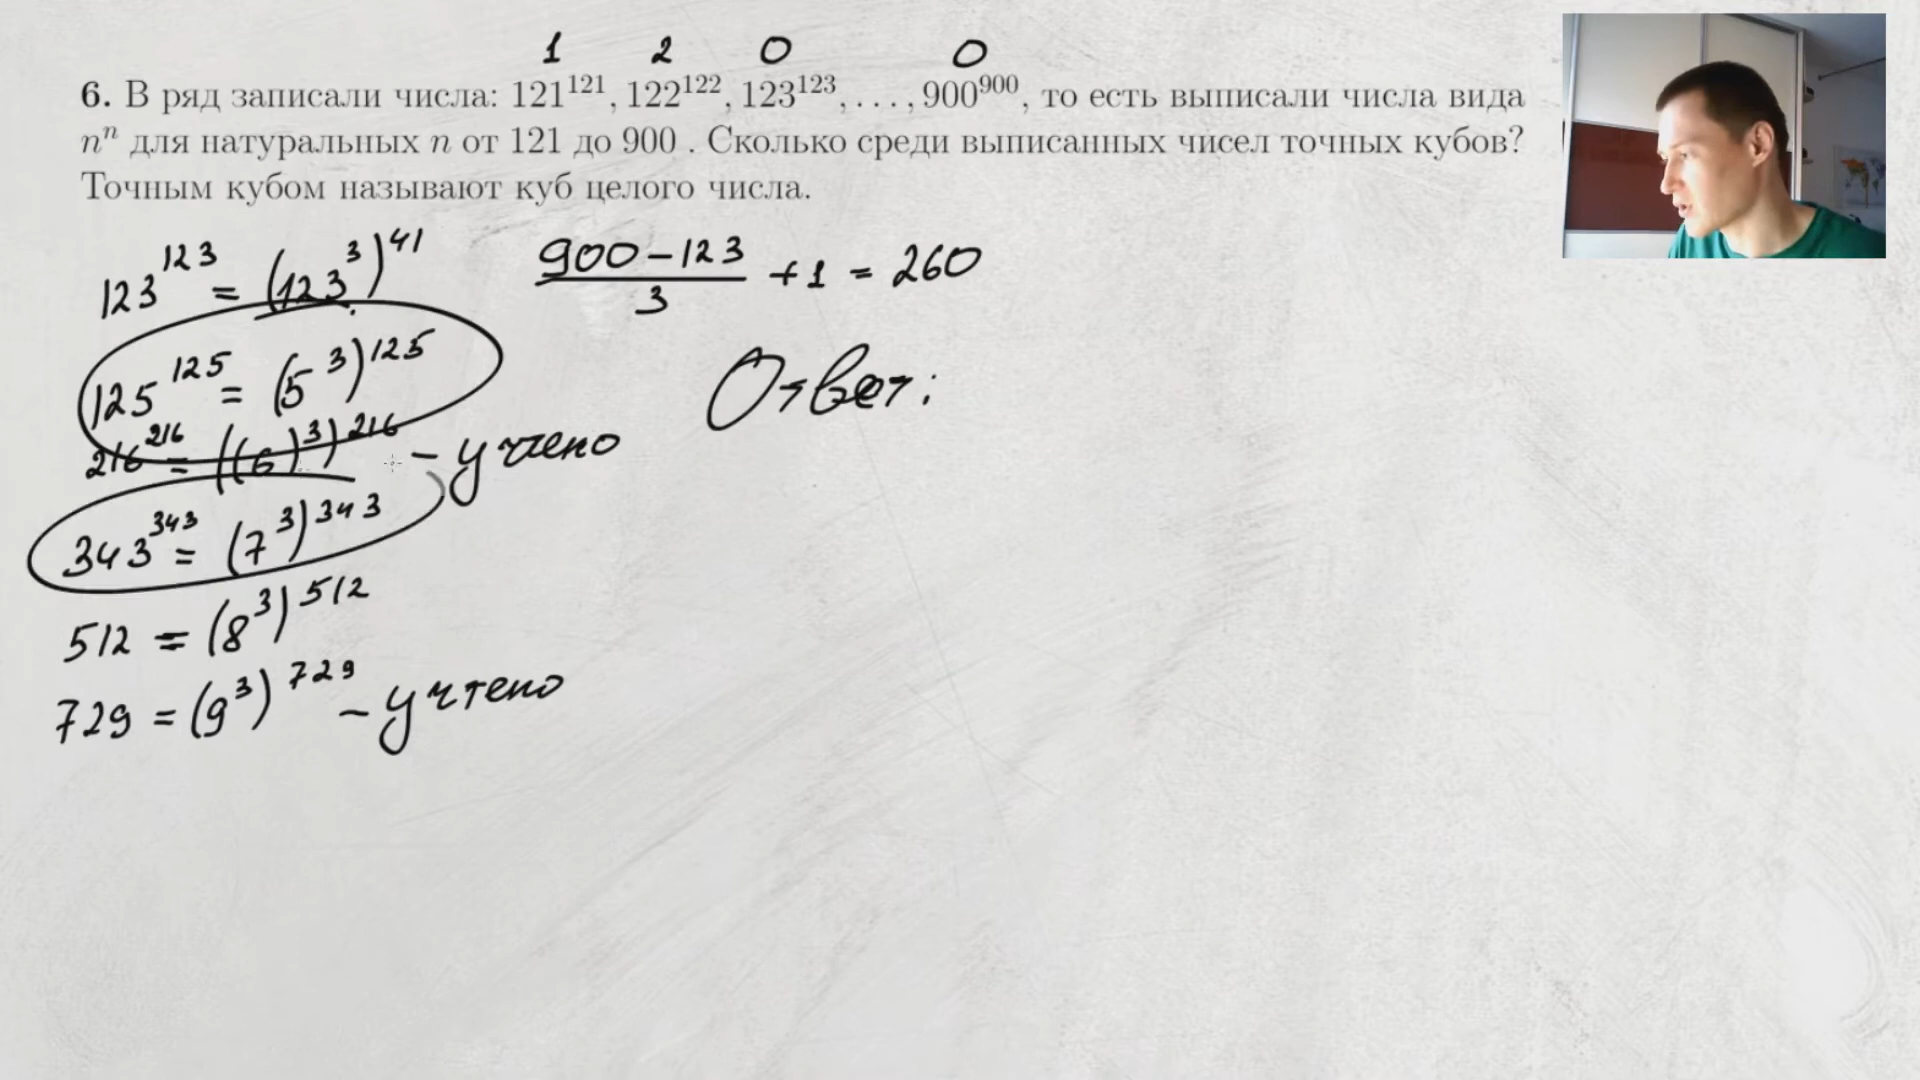 1 2 0 0
6. В ряд записали числа: 121^121, 122^122, 123^123, ..., 900^900, то есть выписали числа вида
n^n для натуральных n от 121 до 900 . Сколько среди выписанных чисел точных кубов?
Точным кубом называют куб целого числа.
123^123 = (123^3)^41
125^125 = (5^3)^125
216^216 = ((6)^3)^216 - учтено
343^343 = (7^3)^343
512 = (8^3)^512
729 = (9^3)^729 - учтено
(900-123)/3 + 1 = 260
Ответ: